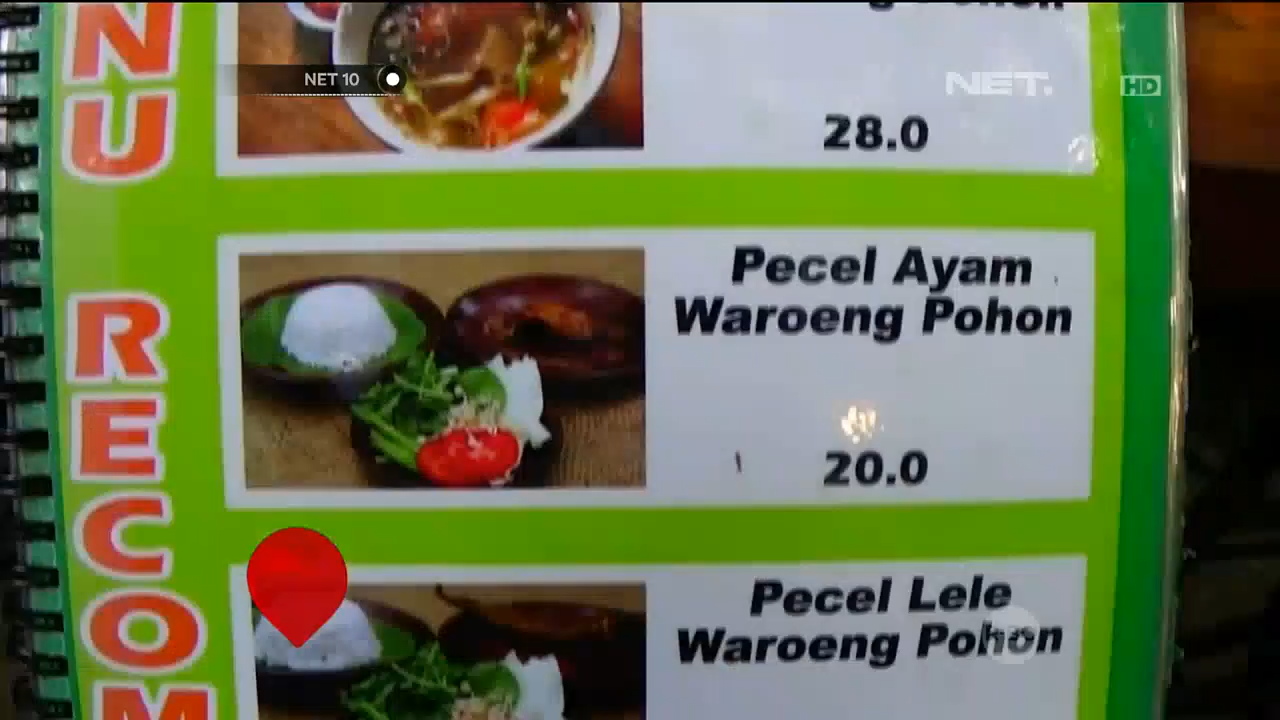 NET 10
NET.
HD
28.0
NU
RECOM
Pecel Ayam
Waroeng Pohon
20.0
Pecel Lele
Waroeng Pohon